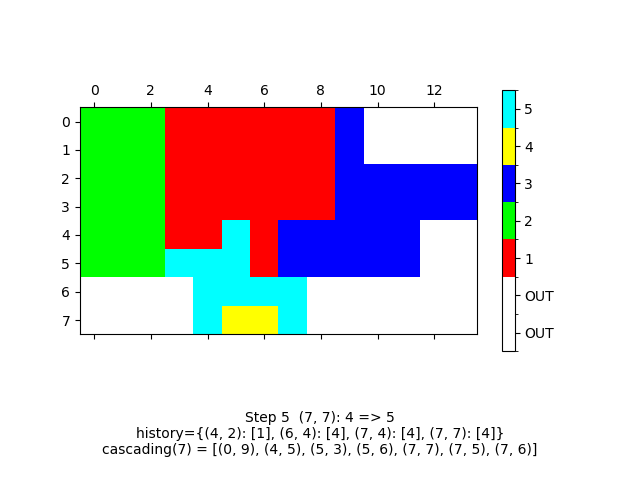 0 2 4 6 8 10 12
0
1
2
3
4
5
6
7
5
4
3
2
1
OUT
OUT
Step 5  (7, 7): 4 => 5
history={(4, 2): [1], (6, 4): [4], (7, 4): [4], (7, 7): [4]}
cascading(7) = [(0, 9), (4, 5), (5, 3), (5, 6), (7, 7), (7, 5), (7, 6)]